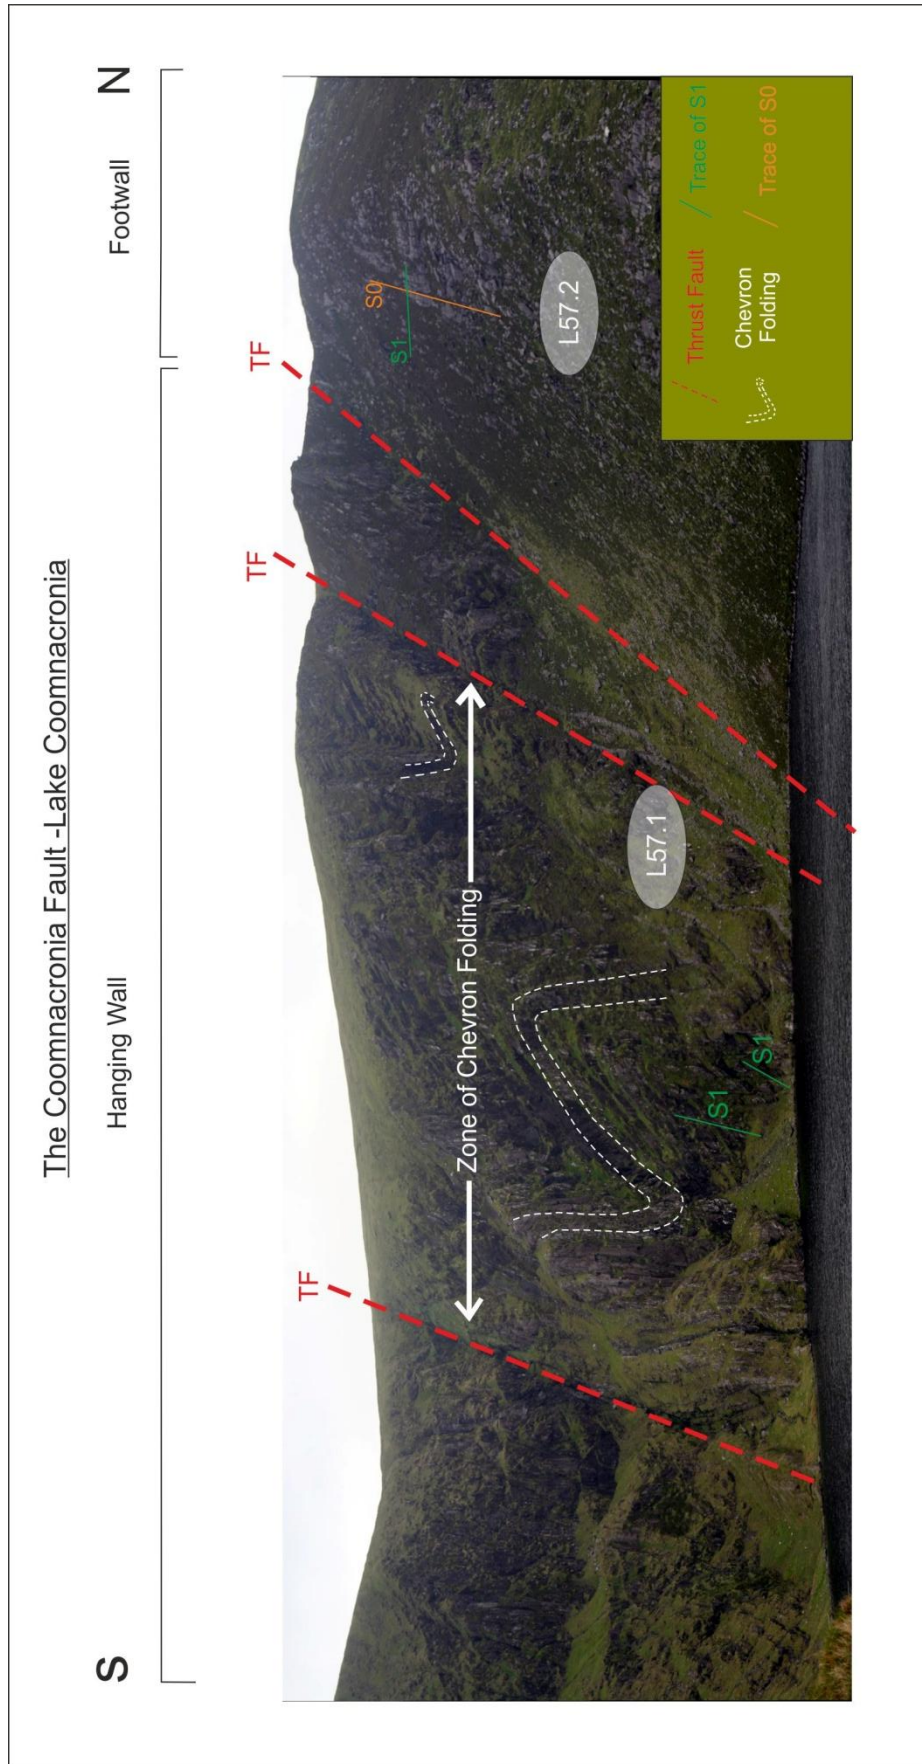 The Coomnacronia Fault -Lake Coomnacronia
S
Hanging Wall
Footwall
N
TF
TF
TF
Zone of Chevron Folding
S0
S1
S1
S1
L57.1
L57.2
Thrust Fault
Trace of S1
Chevron
Folding
Trace of S0